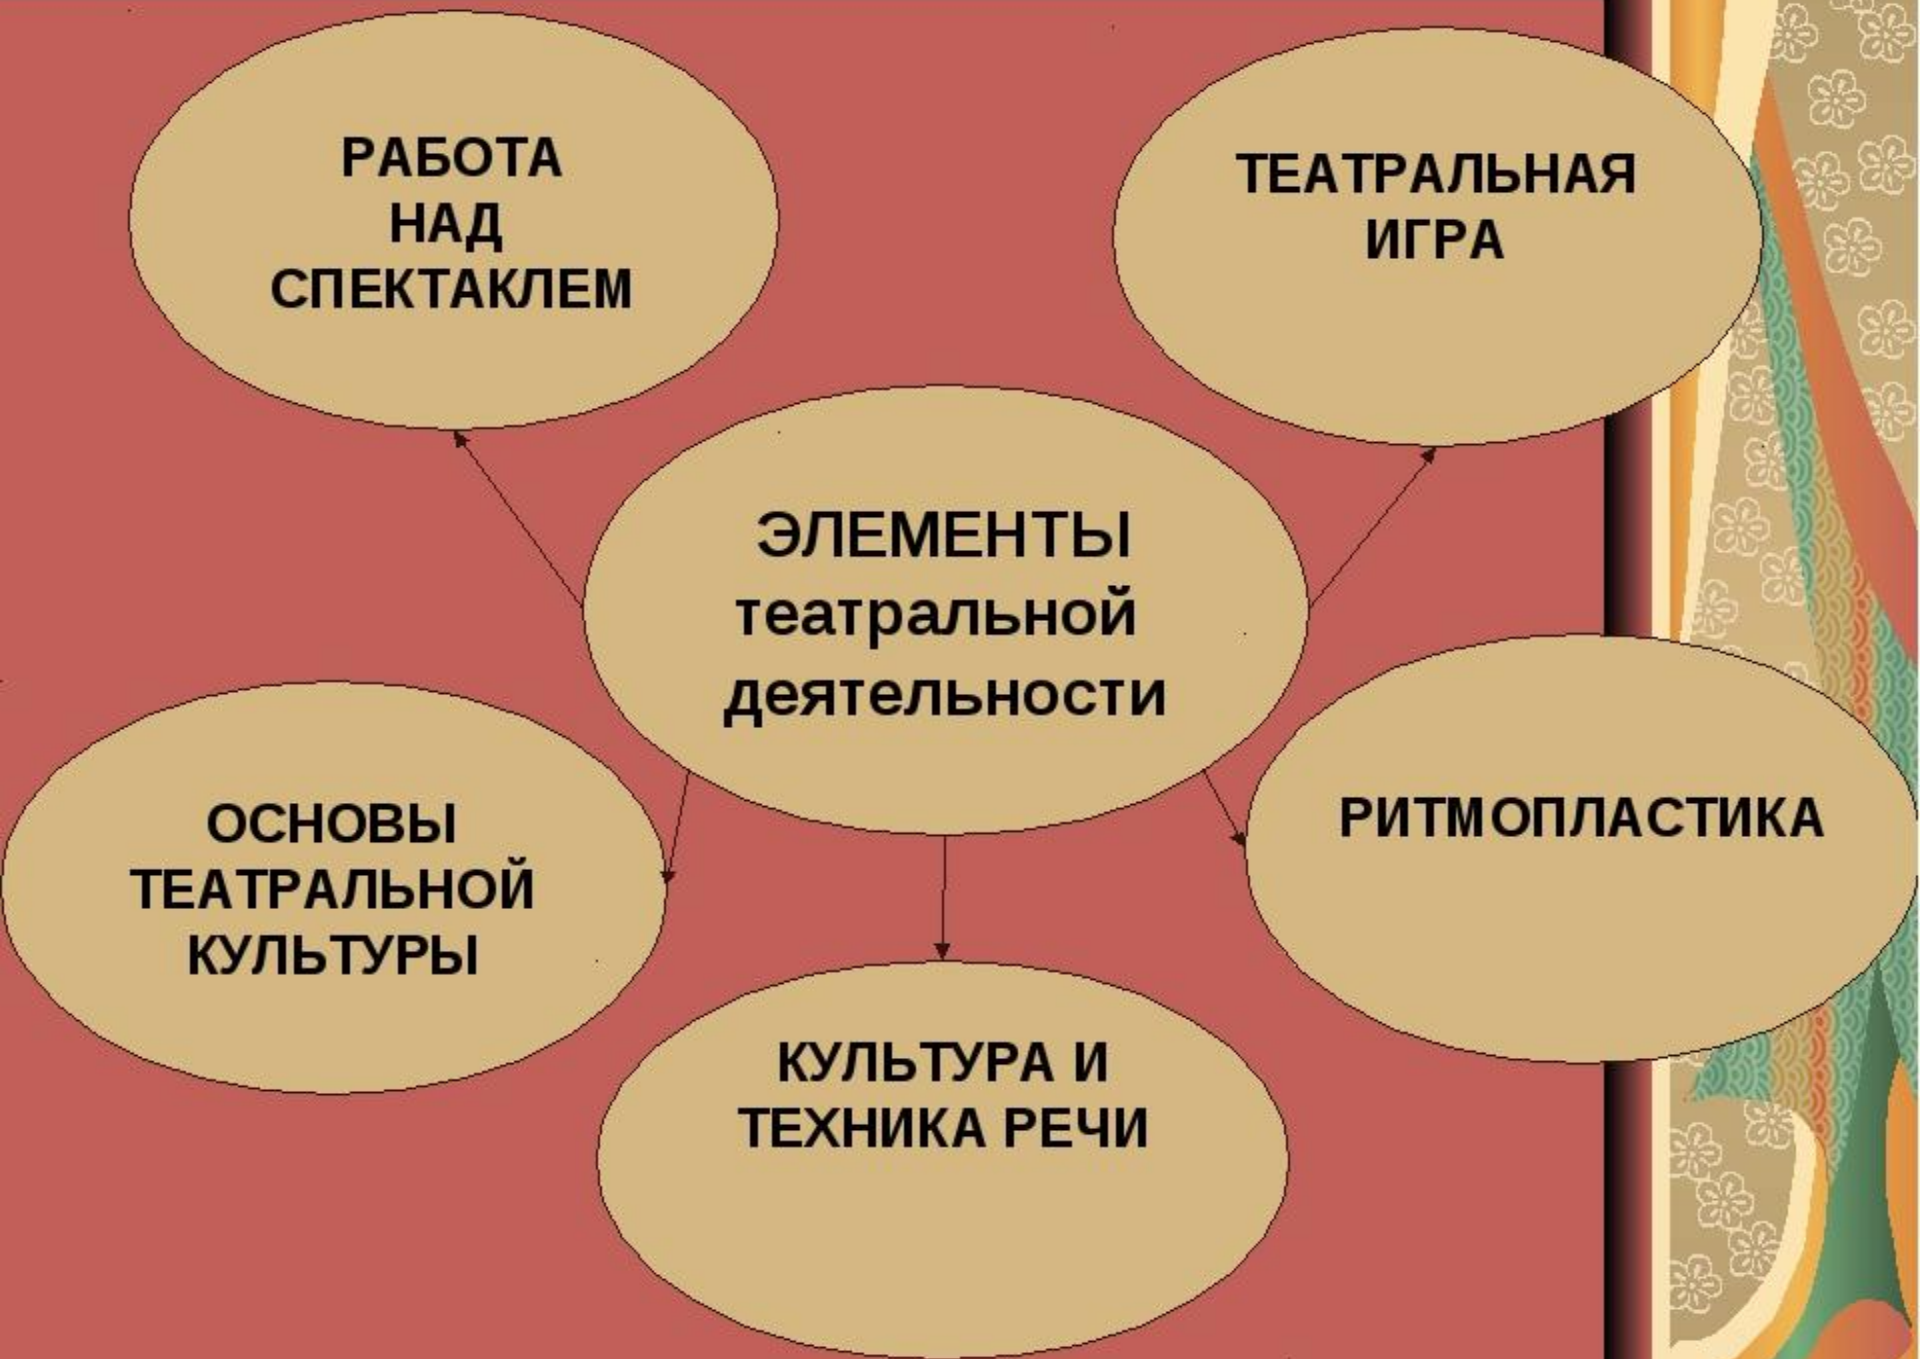 РАБОТА
НАД
СПЕКТАКЛЕМ
ТЕАТРАЛЬНАЯ
ИГРА
ЭЛЕМЕНТЫ
театральной
деятельности
ОСНОВЫ
ТЕАТРАЛЬНОЙ
КУЛЬТУРЫ
РИТМОПЛАСТИКА
КУЛЬТУРА И
ТЕХНИКА РЕЧИ